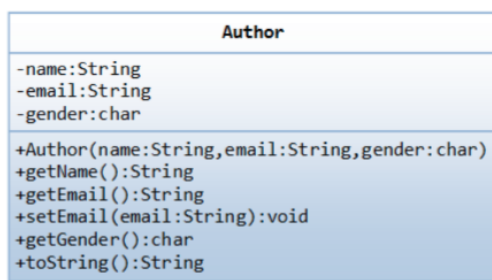 Author
-name:String
-email:String
-gender:char
+Author(name:String,email:String,gender:char)
+getName():String
+getEmail():String
+setEmail(email:String):void
+getGender():char
+toString():String